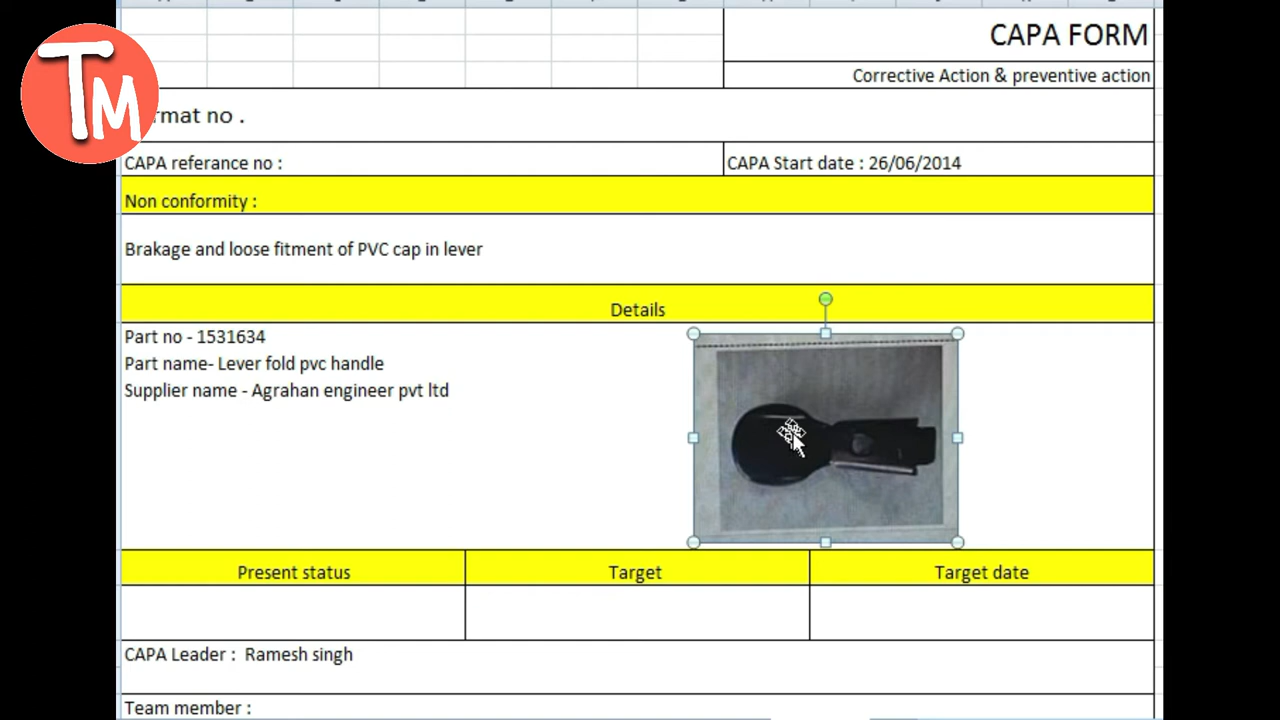 CAPA FORM
Corrective Action & preventive action
TM
rmat no .
CAPA referance no :
CAPA Start date : 26/06/2014
Non conformity :
Brakage and loose fitment of PVC cap in lever
Details
Part no - 1531634
Part name- Lever fold pvc handle
Supplier name - Agrahan engineer pvt ltd
Present status
Target
Target date
CAPA Leader :  Ramesh singh
Team member :